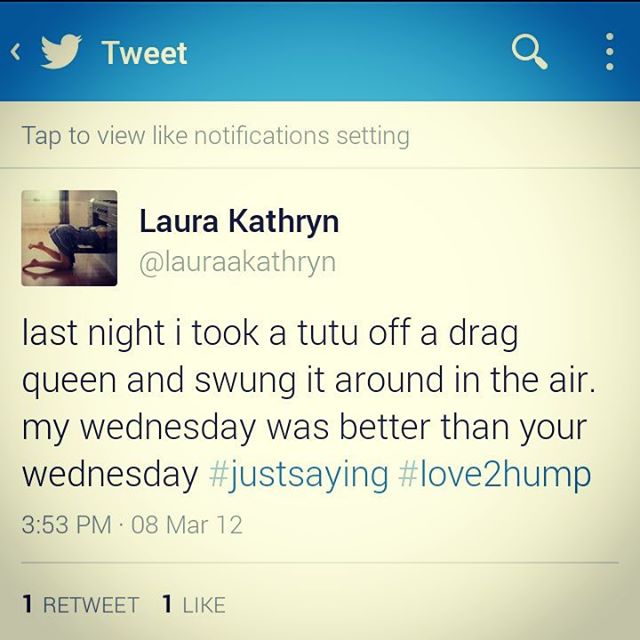 Tweet
Tap to view like notifications setting
Laura Kathryn
@lauraakathryn
last night i took a tutu off a drag
queen and swung it around in the air.
my wednesday was better than your
wednesday #justsaying #love2hump
3:53 PM · 08 Mar 12
1 RETWEET 1 LIKE